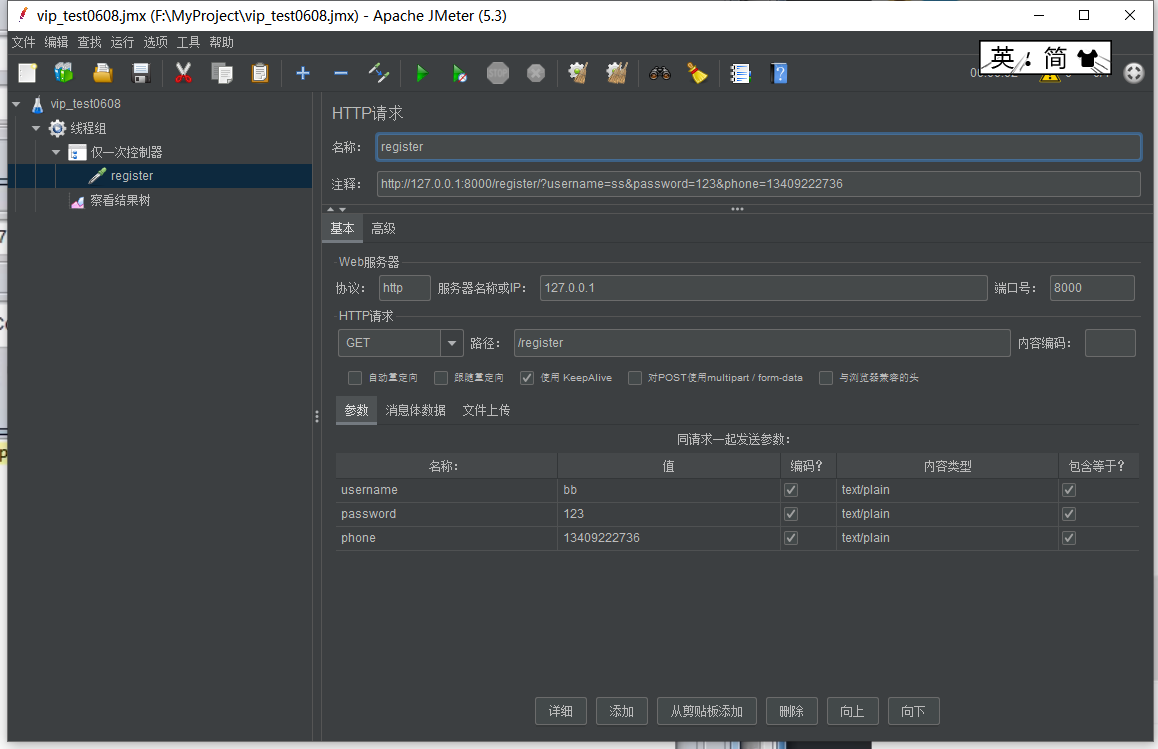 vip_test0608.jmx (F:\MyProject\vip_test0608.jmx) - Apache JMeter (5.3)
文件 编辑 查找 运行 选项 工具 帮助
英 简
STOP
vip_test0608
线程组
仅一次控制器
register
察看结果树
HTTP请求
名称： register
注释： http://127.0.0.1:8000/register/?username=ss&password=123&phone=13409222736
基本 高级
Web服务器
协议： http 服务器名称或IP： 127.0.0.1 端口号： 8000
HTTP请求
GET 路径： /register 内容编码：
自动重定向 跟随重定向 使用 KeepAlive 对POST使用multipart / form-data 与浏览器兼容的头
参数 消息体数据 文件上传
同请求一起发送参数：
名称： 值 编码？ 内容类型 包含等于？
username bb text/plain
password 123 text/plain
phone 13409222736 text/plain
详细 添加 从剪贴板添加 删除 向上 向下